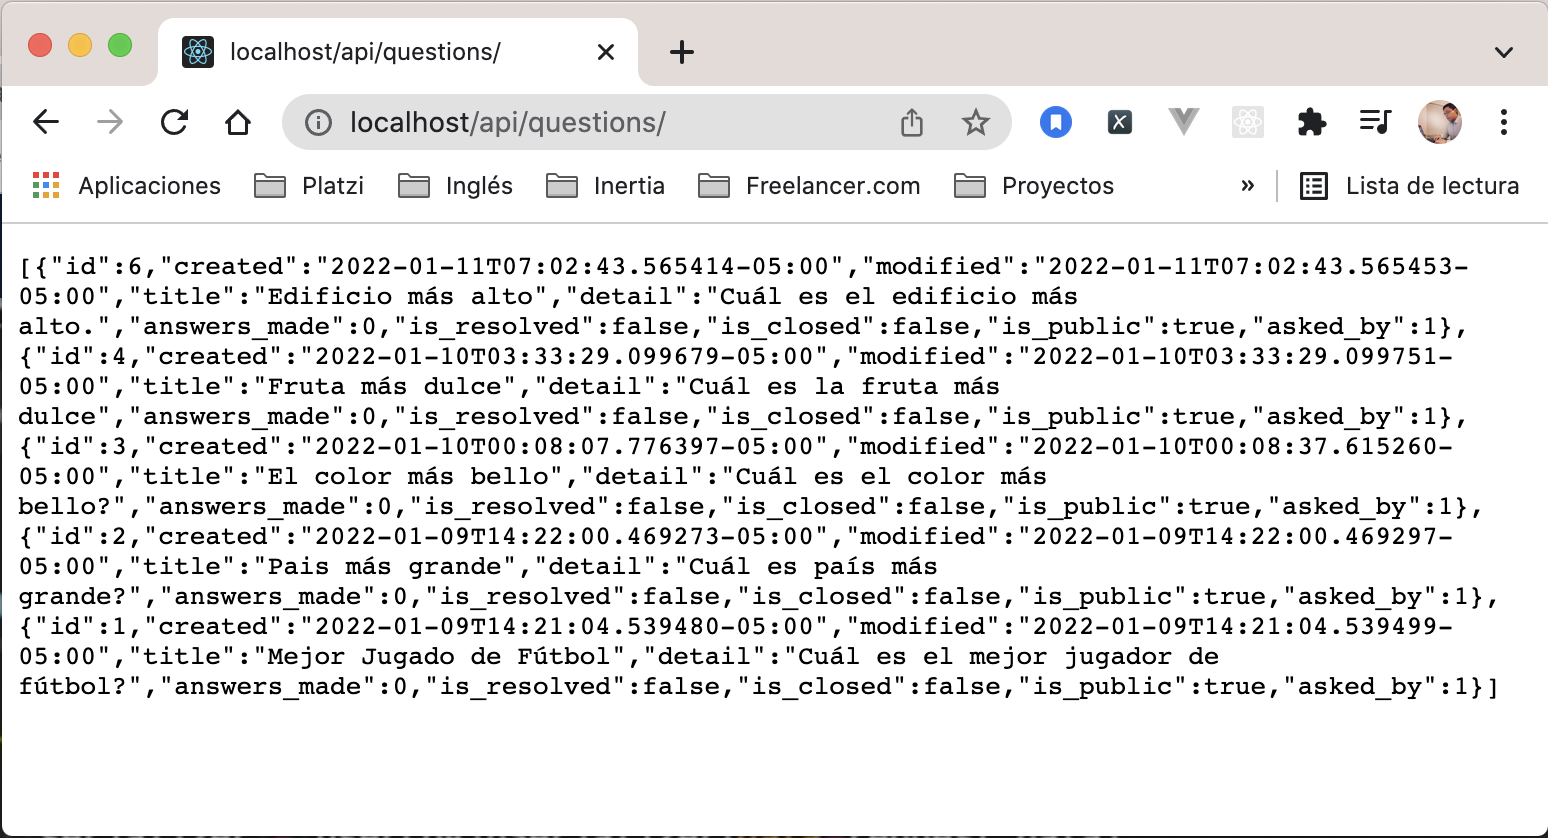 localhost/api/questions/
localhost/api/questions/
Aplicaciones Platzi Inglés Inertia Freelancer.com Proyectos » Lista de lectura
[{"id":6,"created":"2022-01-11T07:02:43.565414-05:00","modified":"2022-01-11T07:02:43.565453-
05:00","title":"Edificio más alto","detail":"Cuál es el edificio más
alto.","answers_made":0,"is_resolved":false,"is_closed":false,"is_public":true,"asked_by":1},
{"id":4,"created":"2022-01-10T03:33:29.099679-05:00","modified":"2022-01-10T03:33:29.099751-
05:00","title":"Fruta más dulce","detail":"Cuál es la fruta más
dulce","answers_made":0,"is_resolved":false,"is_closed":false,"is_public":true,"asked_by":1},
{"id":3,"created":"2022-01-10T00:08:07.776397-05:00","modified":"2022-01-10T00:08:37.615260-
05:00","title":"El color más bello","detail":"Cuál es el color más
bello?","answers_made":0,"is_resolved":false,"is_closed":false,"is_public":true,"asked_by":1},
{"id":2,"created":"2022-01-09T14:22:00.469273-05:00","modified":"2022-01-09T14:22:00.469297-
05:00","title":"Pais más grande","detail":"Cuál es país más
grande?","answers_made":0,"is_resolved":false,"is_closed":false,"is_public":true,"asked_by":1},
{"id":1,"created":"2022-01-09T14:21:04.539480-05:00","modified":"2022-01-09T14:21:04.539499-
05:00","title":"Mejor Jugado de Fútbol","detail":"Cuál es el mejor jugador de
fútbol?","answers_made":0,"is_resolved":false,"is_closed":false,"is_public":true,"asked_by":1}]